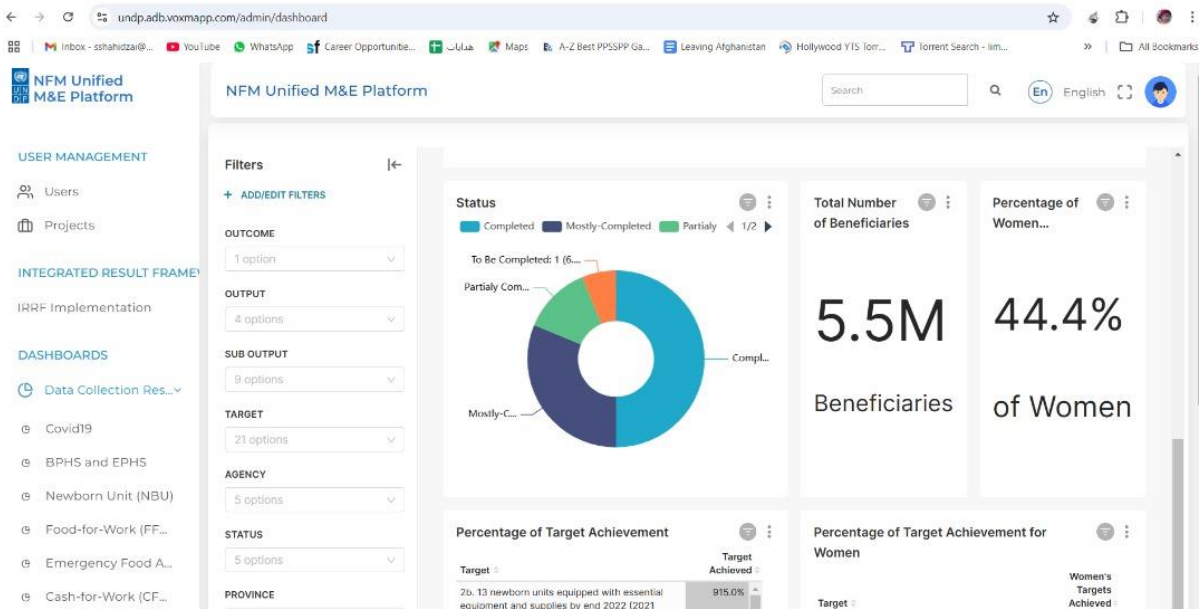 undp.adb.voxmapp.com/admin/dashboard
Inbox - sshahidzai@... YouTube WhatsApp Career Opportunitie... هدایات Maps A-Z Best PPSSPP Ga... Leaving Afghanistan Hollywood YTS Torr... Torrent Search - lim... » All Bookmarks
NFM Unified
M&E Platform
NFM Unified M&E Platform
Search
En English
USER MANAGEMENT
Users
Projects
INTEGRATED RESULT FRAMEW
IRRF Implementation
DASHBOARDS
Data Collection Res...
Covid19
BPHS and EPHS
Newborn Unit (NBU)
Food-for-Work (FF...
Emergency Food A...
Cash-for-Work (CF...
Filters
+ ADD/EDIT FILTERS
OUTCOME
1 option
OUTPUT
4 options
SUB OUTPUT
9 options
TARGET
21 options
AGENCY
5 options
STATUS
5 options
PROVINCE
Status
Completed Mostly-Completed Partialy 1/2
To Be Completed: 1 (6....
Partialy Com...
Compl...
Mostly-C...
Total Number
of Beneficiaries
5.5M
Beneficiaries
Percentage of
Women...
44.4%
of Women
Percentage of Target Achievement
Target
Target
Achieved
2b. 13 newborn units equipped with essential
equipment and supplies by end 2022 (2021
915.0%
Percentage of Target Achievement for
Women
Target
Women's
Targets
Achieved